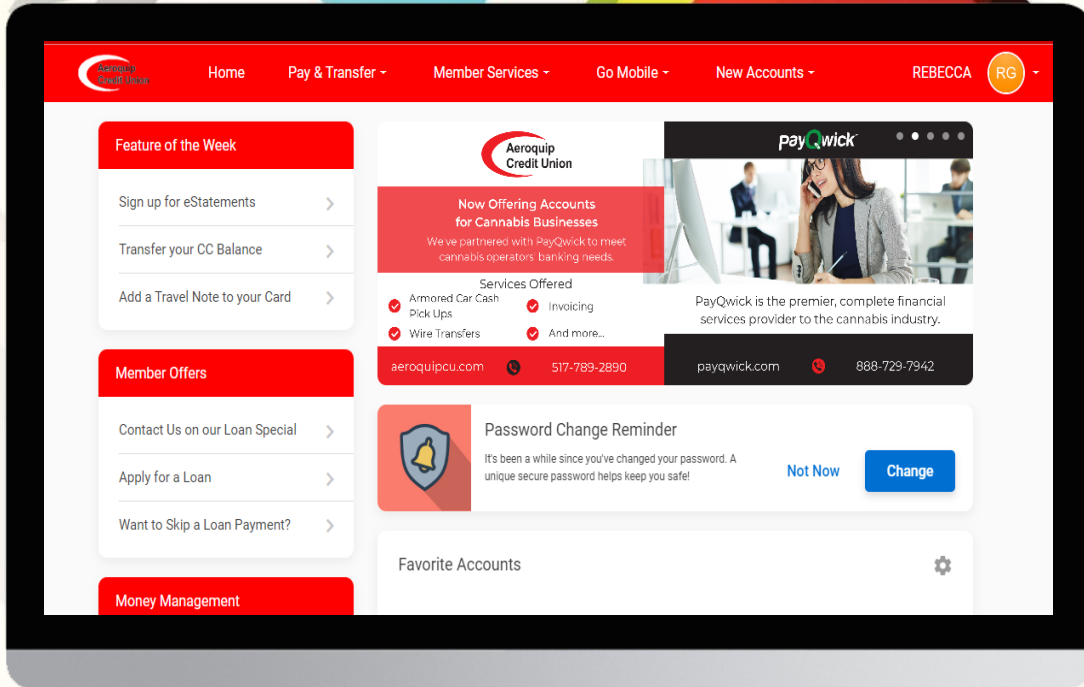 Aeroquip
Credit Union
Home
Pay & Transfer
Member Services
Go Mobile
New Accounts
REBECCA
RG
Feature of the Week
Sign up for eStatements
Transfer your CC Balance
Add a Travel Note to your Card
Member Offers
Contact Us on our Loan Special
Apply for a Loan
Want to Skip a Loan Payment?
Money Management
Aeroquip
Credit Union
Now Offering Accounts
for Cannabis Businesses
We've partnered with PayQwick to meet
cannabis operators' banking needs.
Services Offered
Armored Car Cash
Pick Ups
Invoicing
Wire Transfers
And more...
aeroquipcu.com
517-789-2890
payQwick
PayQwick is the premier, complete financial
services provider to the cannabis industry.
payqwick.com
888-729-7942
Password Change Reminder
It's been a while since you've changed your password. A
unique secure password helps keep you safe!
Not Now
Change
Favorite Accounts